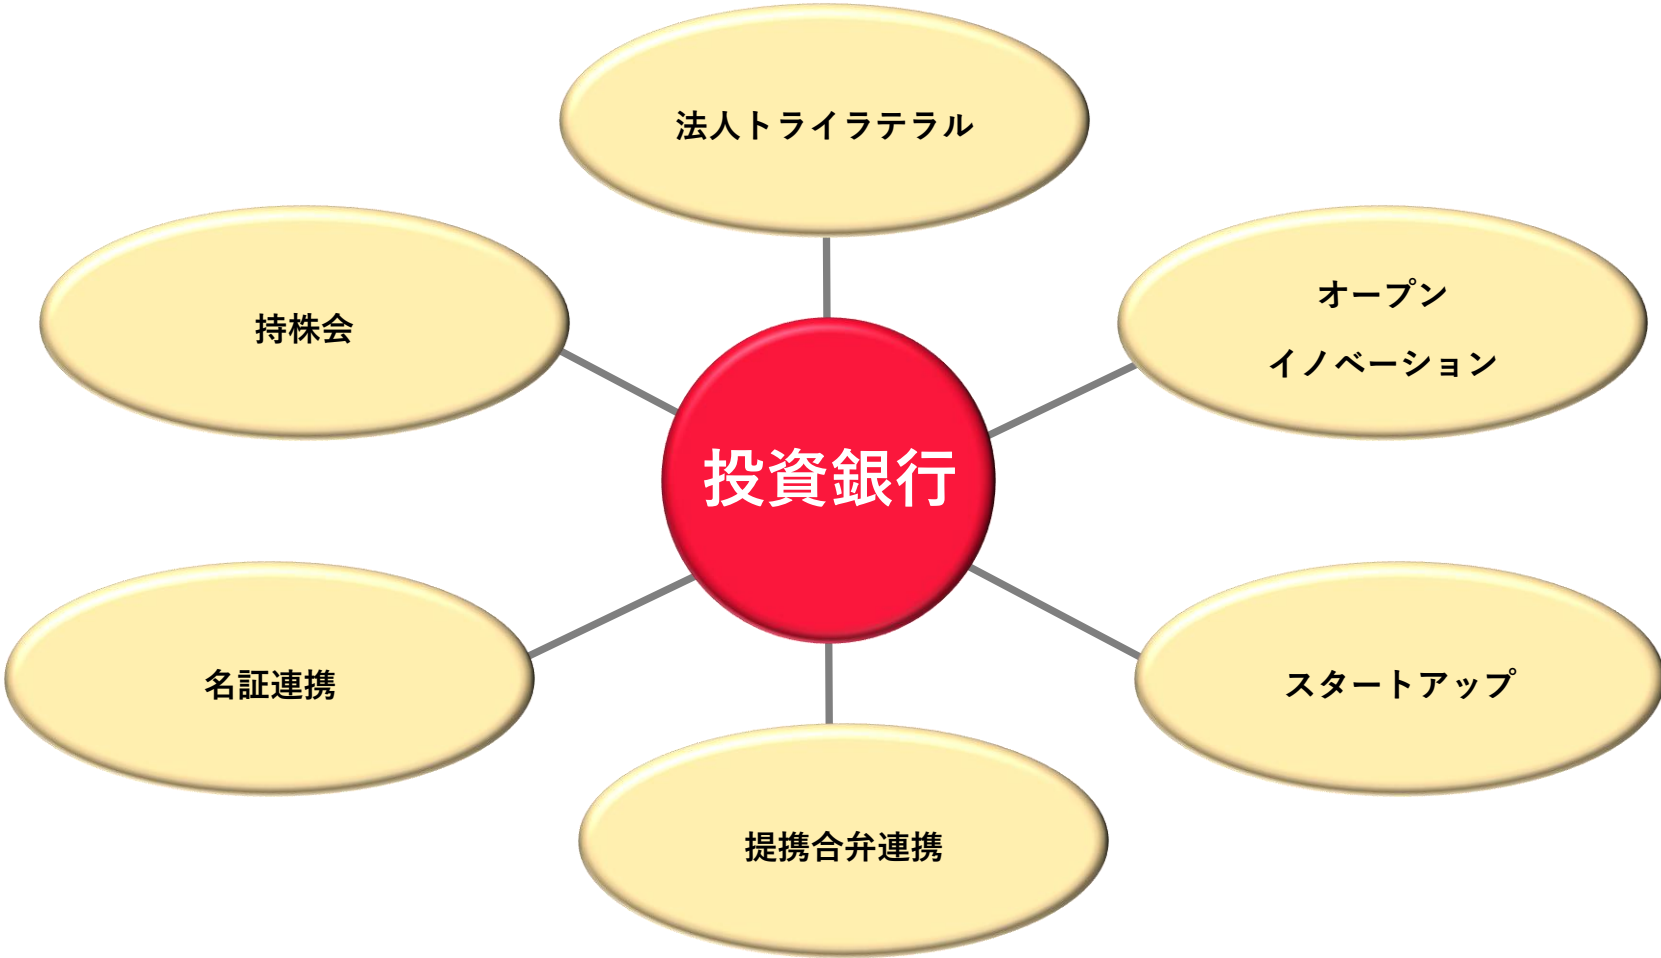 法人トライラテラル
持株会
オープン
イノベーション
投資銀行
名証連携
スタートアップ
提携合弁連携